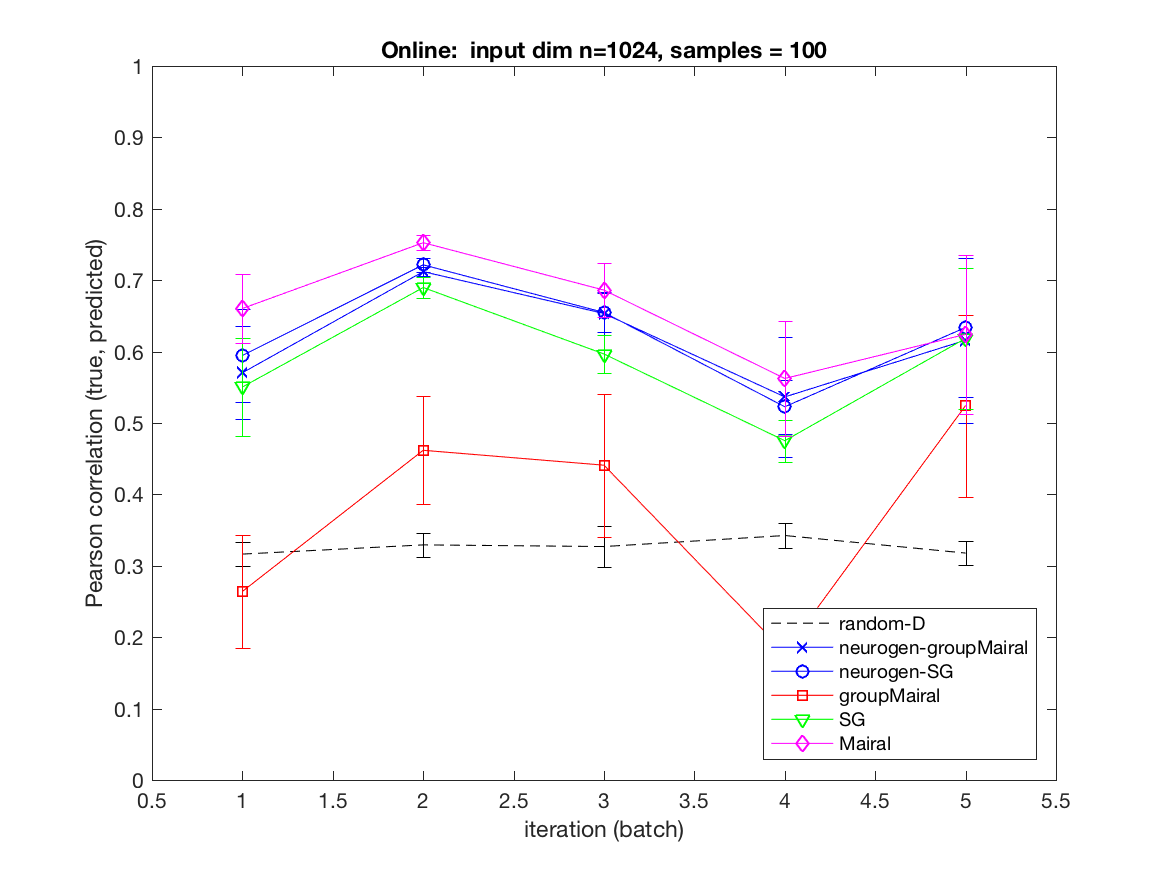 Online:  input dim n=1024, samples = 100
1
0.9
0.8
0.7
0.6
0.5
0.4
0.3
0.2
0.1
0
Pearson correlation (true, predicted)
random-D
neurogen-groupMairal
neurogen-SG
groupMairal
SG
Mairal
0.5 1 1.5 2 2.5 3 3.5 4 4.5 5 5.5
iteration (batch)